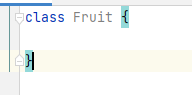 class Fruit {
}